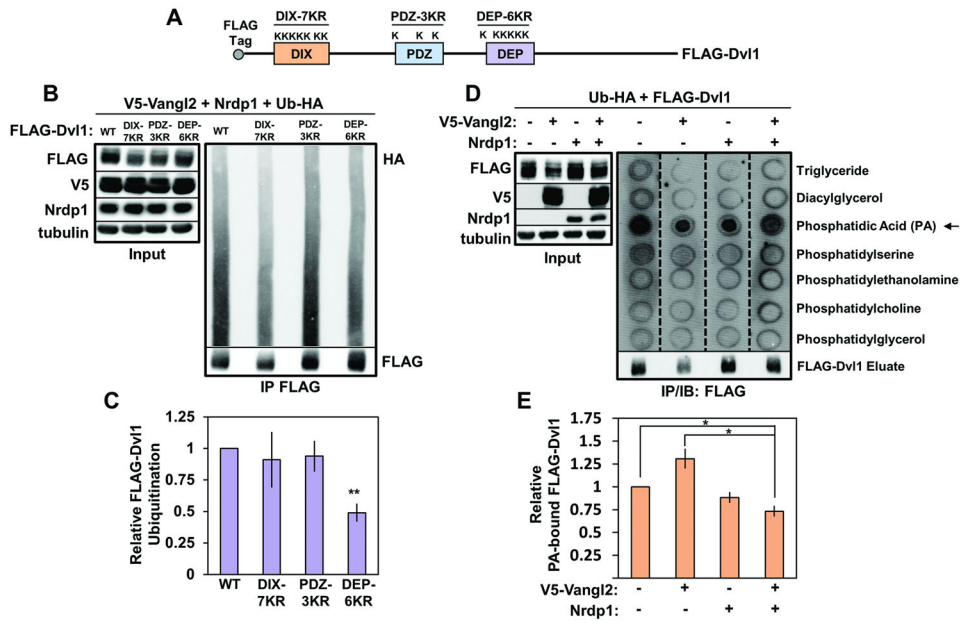 A
FLAG
Tag
DIX-7KR
KKKKK KK
DIX
PDZ-3KR
K K K
PDZ
DEP-6KR
K KKKKK
DEP
FLAG-Dvl1
B
V5-Vangl2 + Nrdp1 + Ub-HA
FLAG-Dvl1: WT DIX-7KR PDZ-3KR DEP-6KR WT DIX-7KR PDZ-3KR DEP-6KR
FLAG
V5
Nrdp1
tubulin
Input
HA
FLAG
IP FLAG
C
Relative FLAG-Dvl1
Ubiquitination
1.25
1
0.75
0.5
0.25
0
**
WT DIX-7KR PDZ-3KR DEP-6KR
D
Ub-HA + FLAG-Dvl1
V5-Vangl2: - + - + - + - +
Nrdp1: - - + + - - + +
FLAG
V5
Nrdp1
tubulin
Input
Triglyceride
Diacylglycerol
Phosphatidic Acid (PA)
Phosphatidylserine
Phosphatidylethanolamine
Phosphatidylcholine
Phosphatidylglycerol
FLAG-Dvl1 Eluate
IP/IB: FLAG
E
Relative
PA-bound FLAG-Dvl1
1.75
1.5
1.25
1
0.75
0.5
0.25
*
*
V5-Vangl2: - + - +
Nrdp1: - - + +